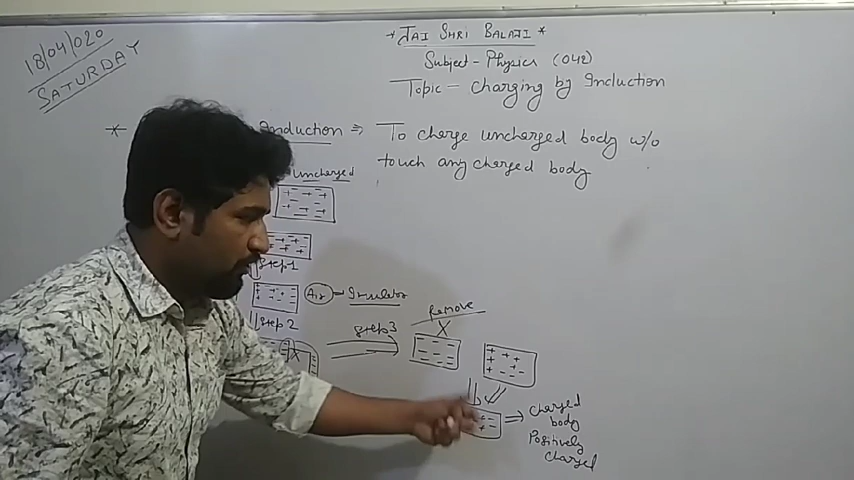 18/04/020
SATURDAY
→ JAI SHRI BALAJI *
Subject - Physics (042)
Topic - Charging by Induction
* Induction ⇒ To charge uncharged body w/o
touch any charged body
uncharged
Step 1
Air - Insulator
Step 2
Step 3
Remove
⇒ Charged
body
Positively
charged